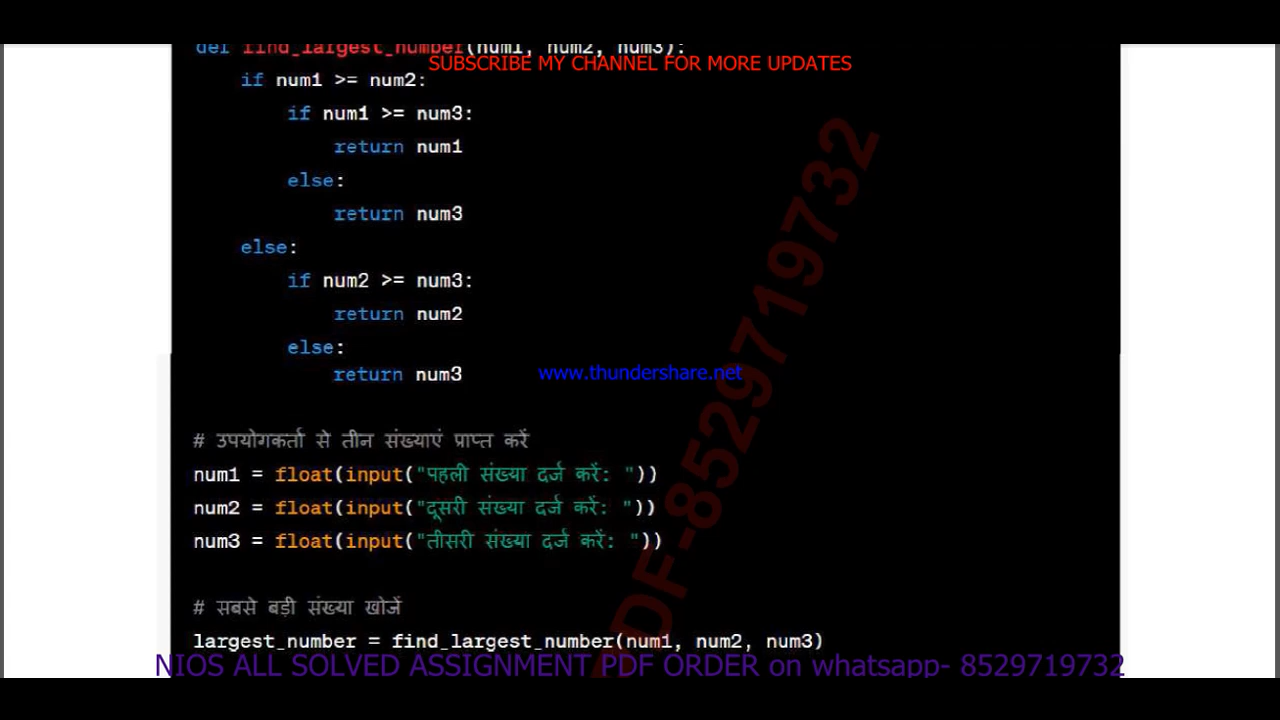 def find_largest_number(num1, num2, num3):
SUBSCRIBE MY CHANNEL FOR MORE UPDATES
if num1 >= num2:
if num1 >= num3:
return num1
else:
return num3
else:
if num2 >= num3:
return num2
else:
return num3
www.thundershare.net
# उपयोगकर्ता से तीन संख्याएं प्राप्त करें
num1 = float(input("पहली संख्या दर्ज करें: "))
num2 = float(input("दूसरी संख्या दर्ज करें: "))
num3 = float(input("तीसरी संख्या दर्ज करें: "))
# सबसे बड़ी संख्या खोजें
largest_number = find_largest_number(num1, num2, num3)
NIOS ALL SOLVED ASSIGNMENT PDF ORDER on whatsapp- 8529719732
PDF-8529719732